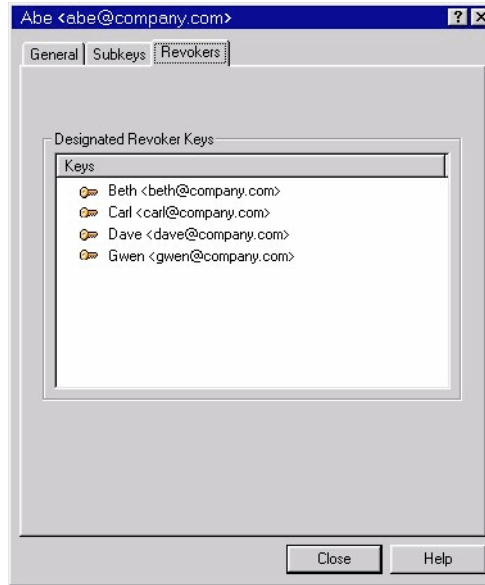 Abe <abe@company.com>
General Subkeys Revokers
Designated Revoker Keys
Keys
Beth <beth@company.com>
Carl <carl@company.com>
Dave <dave@company.com>
Gwen <gwen@company.com>
Close Help